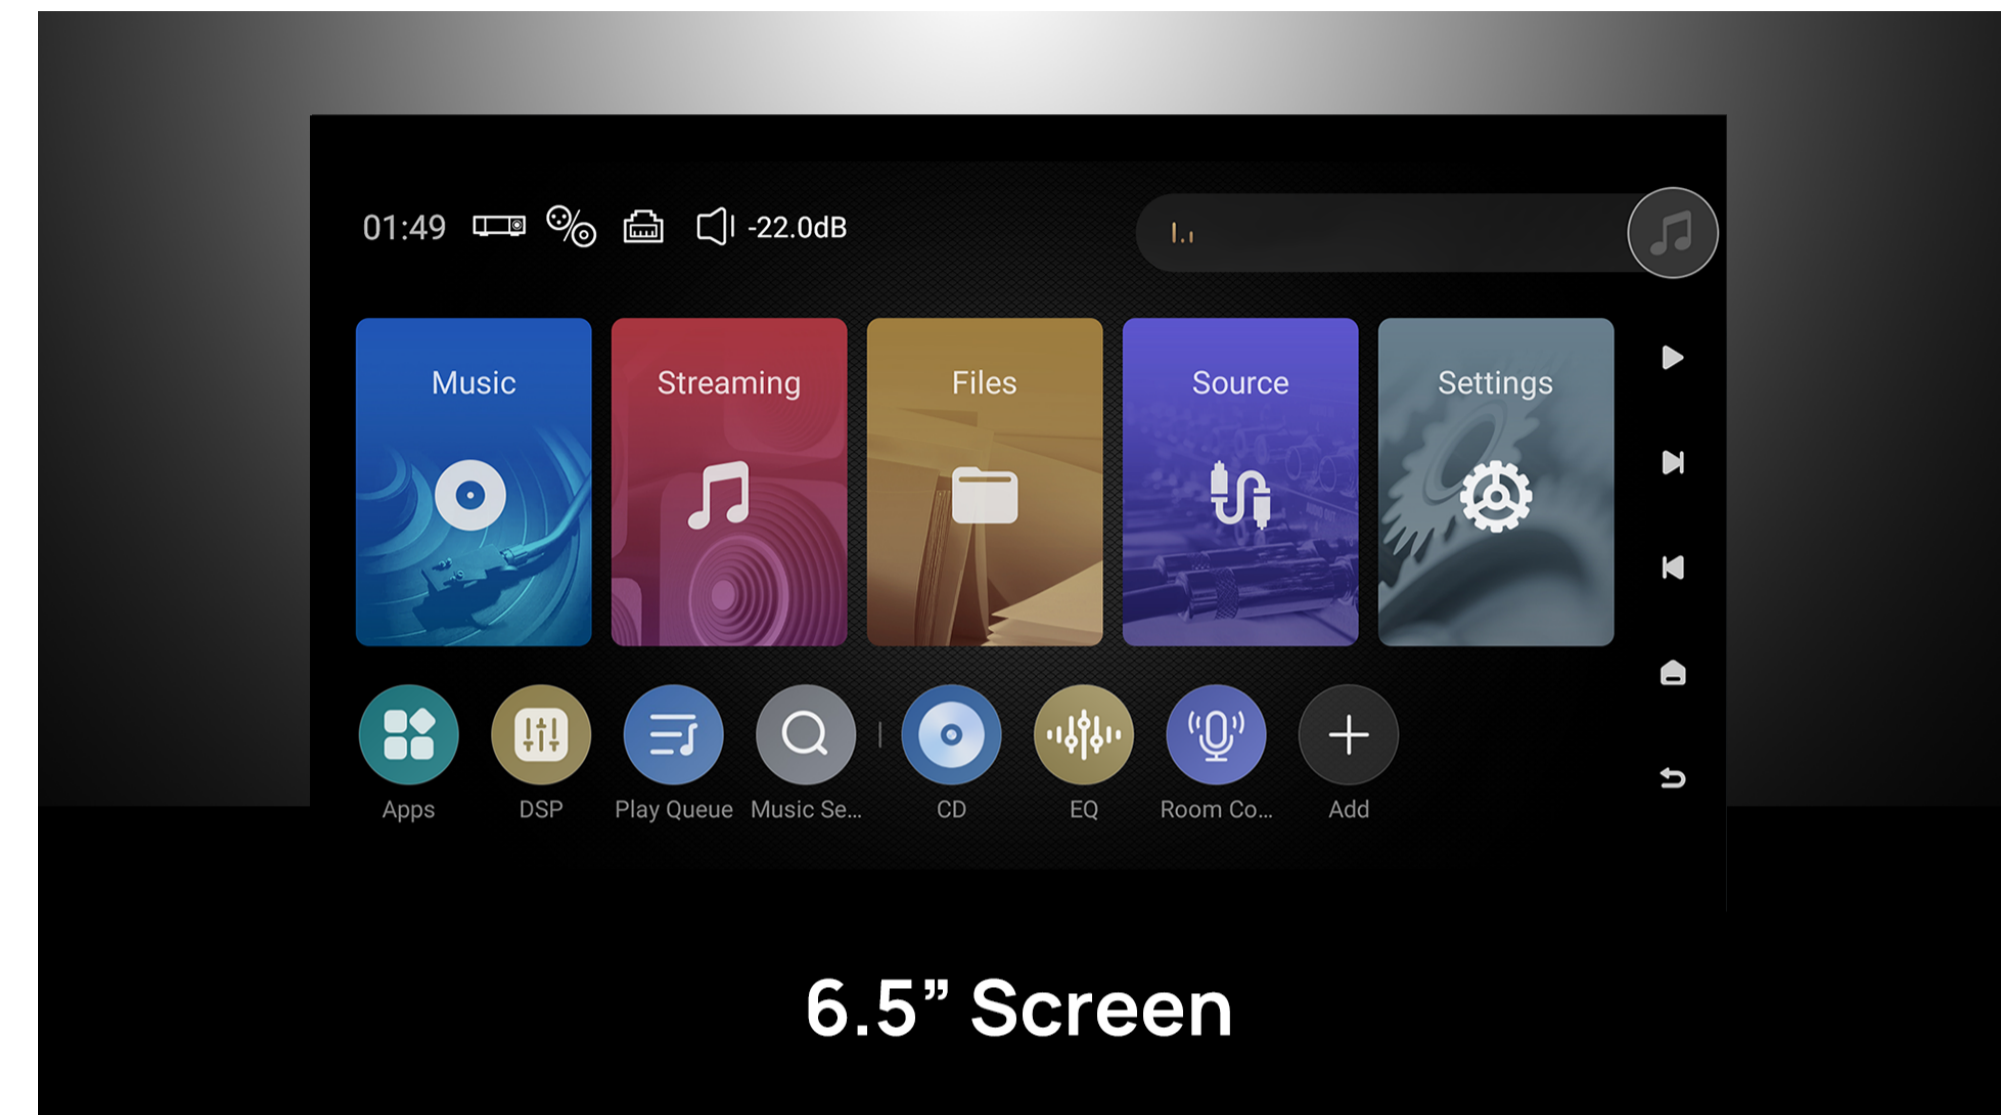 01:49 -22.0dB
Music Streaming Files Source Settings
Apps DSP Play Queue Music Se... CD EQ Room Co... Add
6.5” Screen